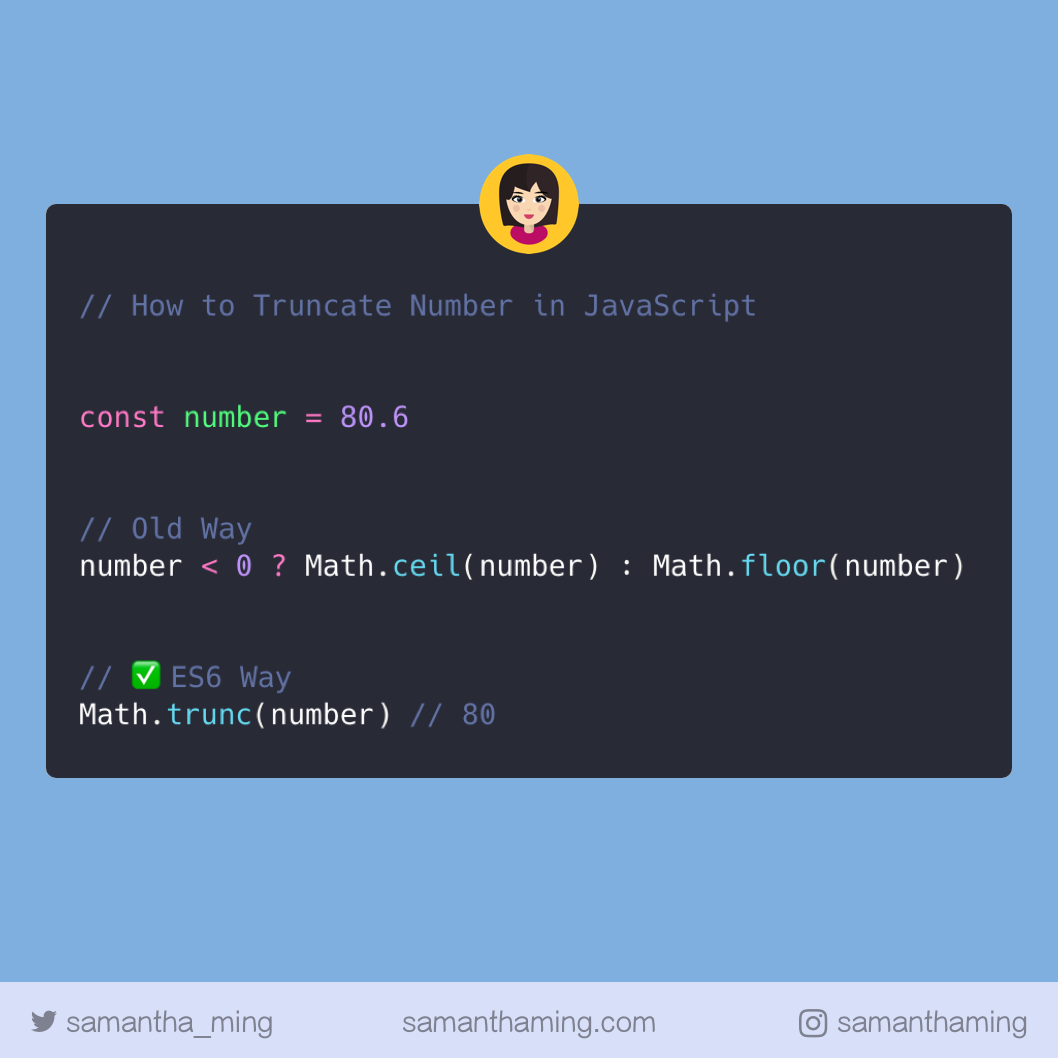 // How to Truncate Number in JavaScript
const number = 80.6
// Old Way
number < 0 ? Math.ceil(number) : Math.floor(number)
// ✅ ES6 Way
Math.trunc(number) // 80
samantha_ming
samanthaming.com
samanthaming